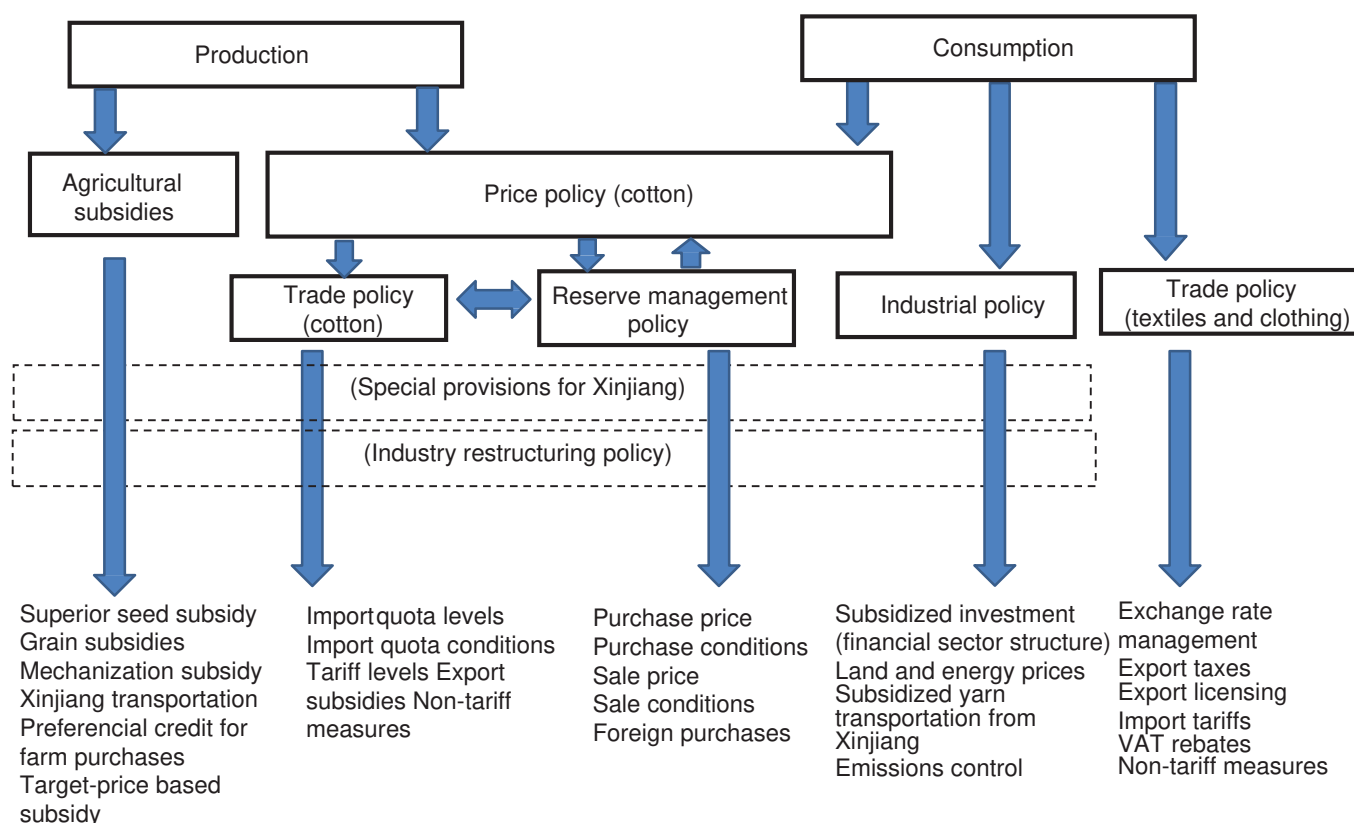 Production
Consumption
Agricultural
subsidies
Price policy (cotton)
Trade policy
(cotton)
Reserve management
policy
Industrial policy
Trade policy
(textiles and clothing)
(Special provisions for Xinjiang)
(Industry restructuring policy)
Superior seed subsidy
Grain subsidies
Mechanization subsidy
Xinjiang transportation
Preferencial credit for
farm purchases
Target-price based
subsidy
Import quota levels
Import quota conditions
Tariff levels Export
subsidies Non-tariff
measures
Purchase price
Purchase conditions
Sale price
Sale conditions
Foreign purchases
Subsidized investment
(financial sector structure)
Land and energy prices
Subsidized yarn
transportation from
Xinjiang
Emissions control
Exchange rate
management
Export taxes
Export licensing
Import tariffs
VAT rebates
Non-tariff measures